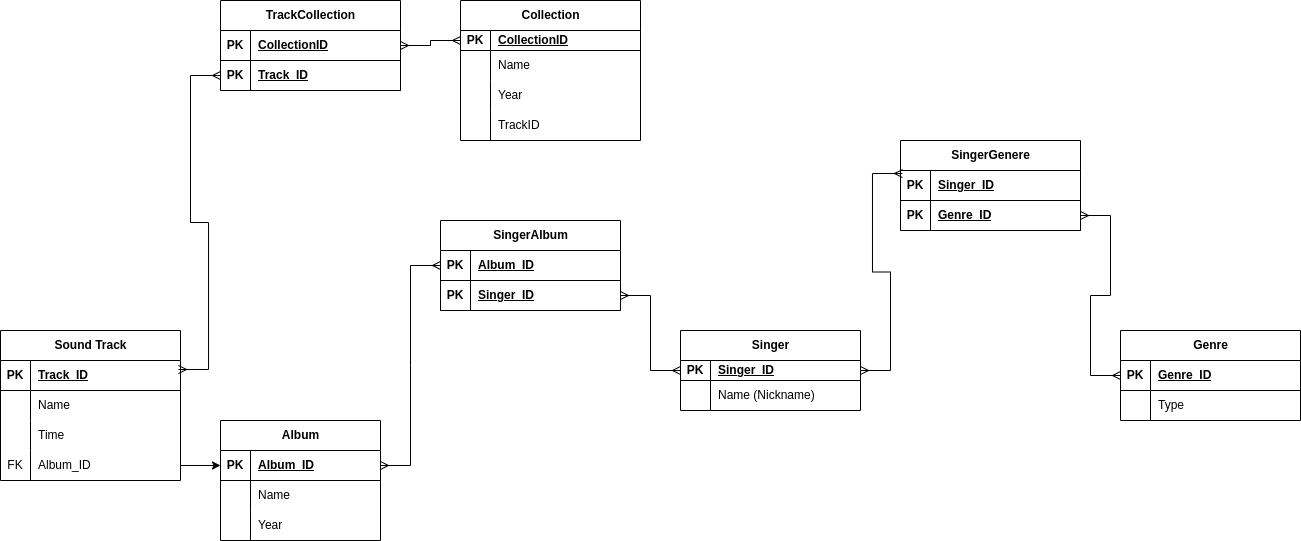 TrackCollection
PK CollectionID
PK Track_ID
Collection
PK CollectionID
Name
Year
TrackID
SingerGenere
PK Singer_ID
PK Genre_ID
SingerAlbum
PK Album_ID
PK Singer_ID
Sound Track
PK Track_ID
Name
Time
FK Album_ID
Album
PK Album_ID
Name
Year
Singer
PK Singer_ID
Name (Nickname)
Genre
PK Genre_ID
Type